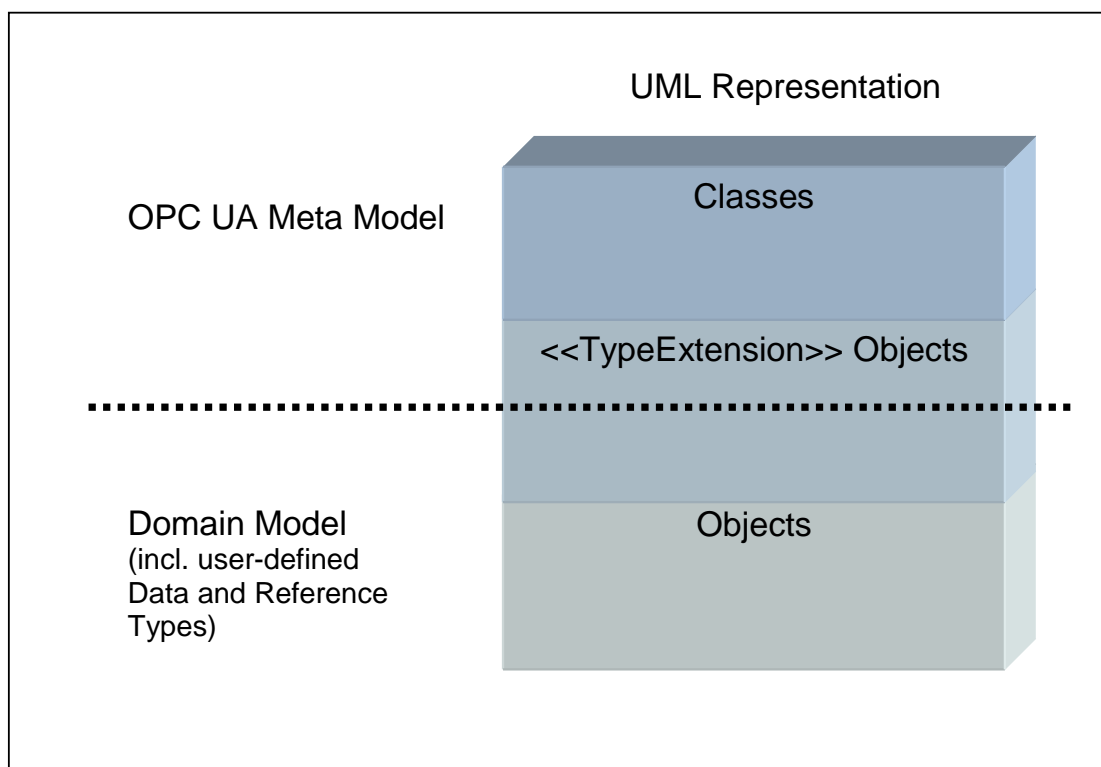 UML Representation
Classes
OPC UA Meta Model
<<TypeExtension>> Objects
Domain Model
(incl. user-defined
Data and Reference
Types)
Objects